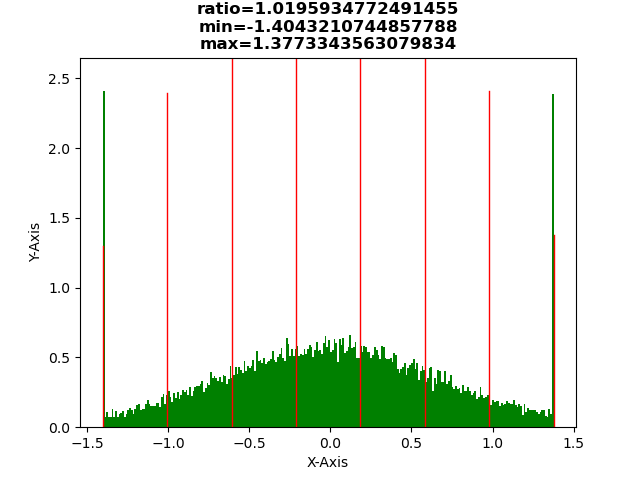 ratio=1.0195934772491455
min=-1.4043210744857788
max=1.3773343563079834
2.5
2.0
1.5
1.0
0.5
0.0
Y-Axis
−1.5 −1.0 −0.5 0.0 0.5 1.0 1.5
X-Axis